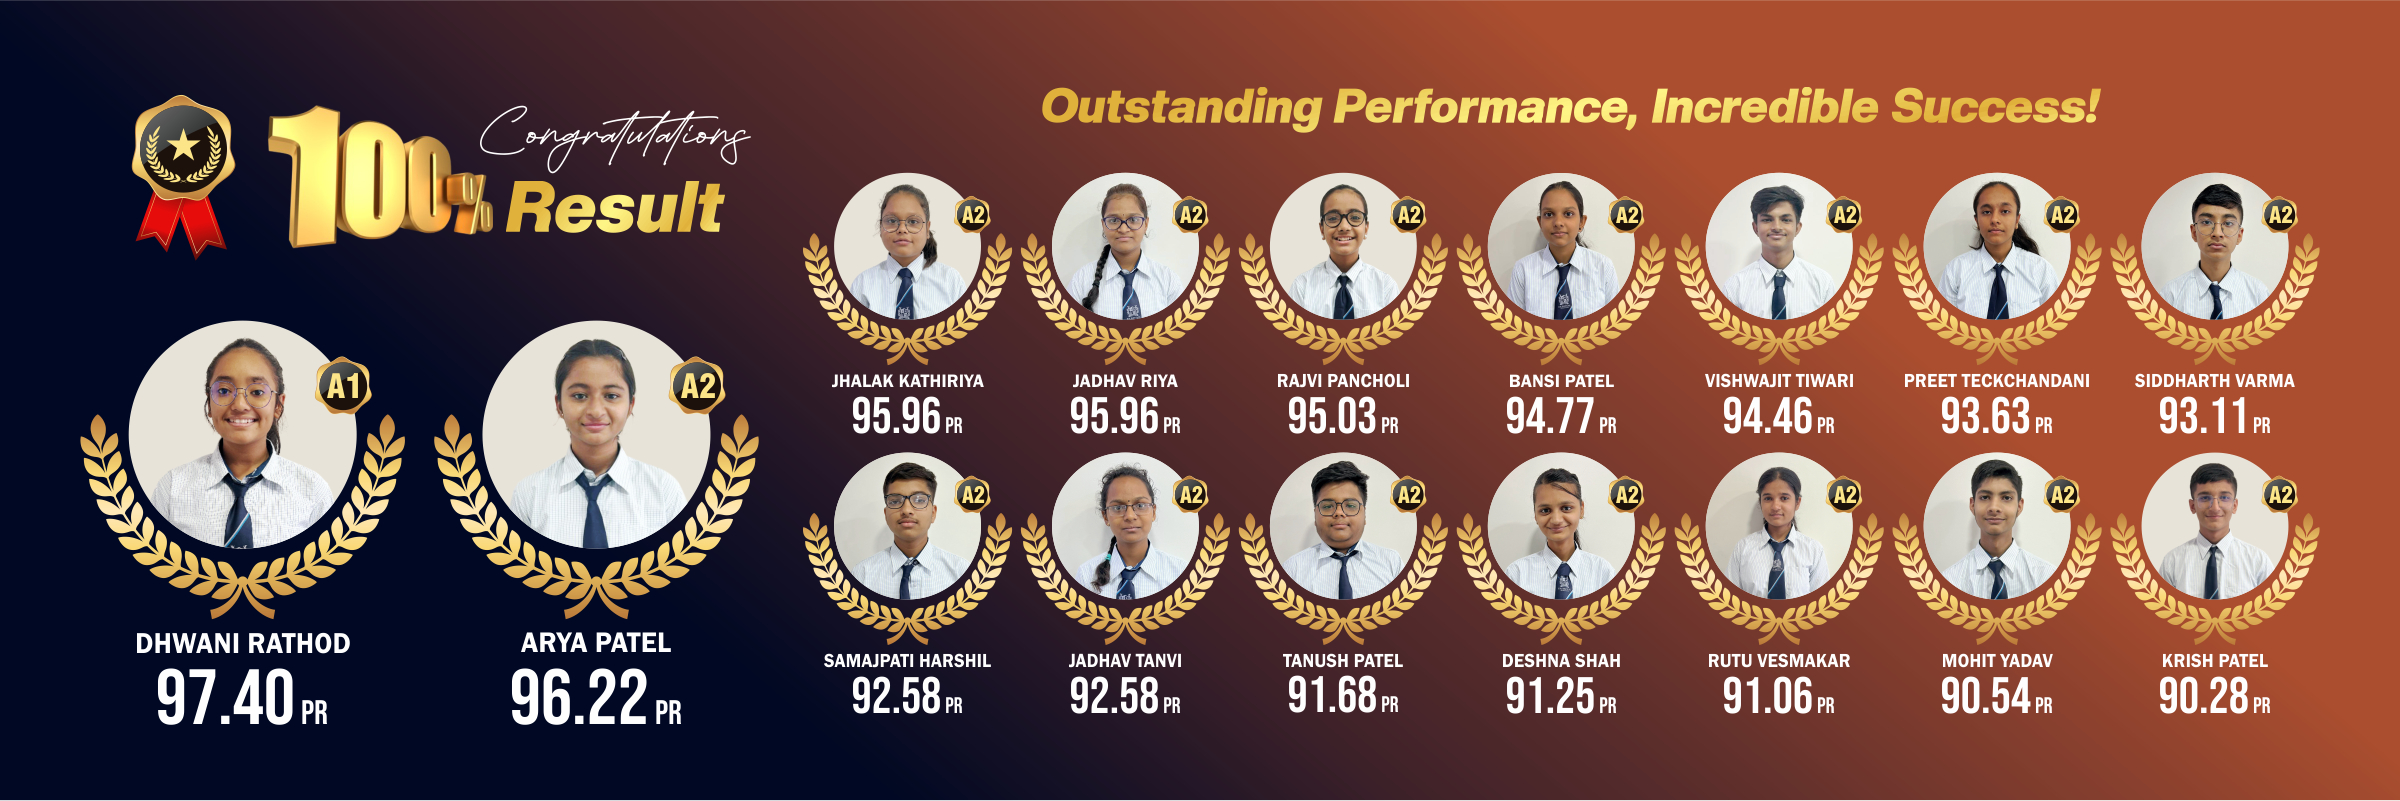 Congratulations
100% Result
A1
DHWANI RATHOD
97.40 PR
A2
ARYA PATEL
96.22 PR
Outstanding Performance, Incredible Success!
A2
JHALAK KATHIRIYA
95.96 PR
A2
JADHAV RIYA
95.96 PR
A2
RAJVI PANCHOLI
95.03 PR
A2
BANSI PATEL
94.77 PR
A2
VISHWAJIT TIWARI
94.46 PR
A2
PREET TECKCHANDANI
93.63 PR
A2
SIDDHARTH VARMA
93.11 PR
A2
SAMAJPATI HARSHIL
92.58 PR
A2
JADHAV TANVI
92.58 PR
A2
TANUSH PATEL
91.68 PR
A2
DESHNA SHAH
91.25 PR
A2
RUTU VESMAKAR
91.06 PR
A2
MOHIT YADAV
90.54 PR
A2
KRISH PATEL
90.28 PR